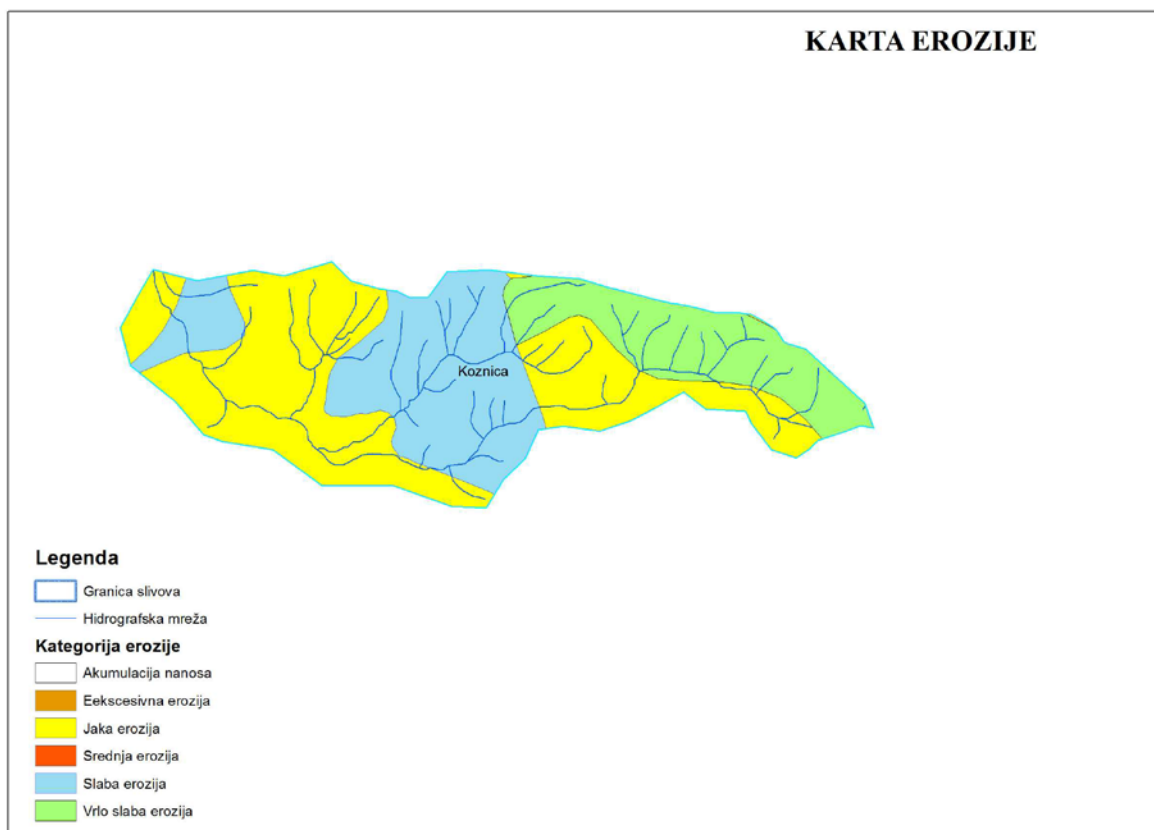 KARTA EROZIJE
Koznica
Legenda
Granica slivova
Hidrografska mreža
Kategorija erozije
Akumulacija nanosa
Eekscesivna erozija
Jaka erozija
Srednja erozija
Slaba erozija
Vrlo slaba erozija